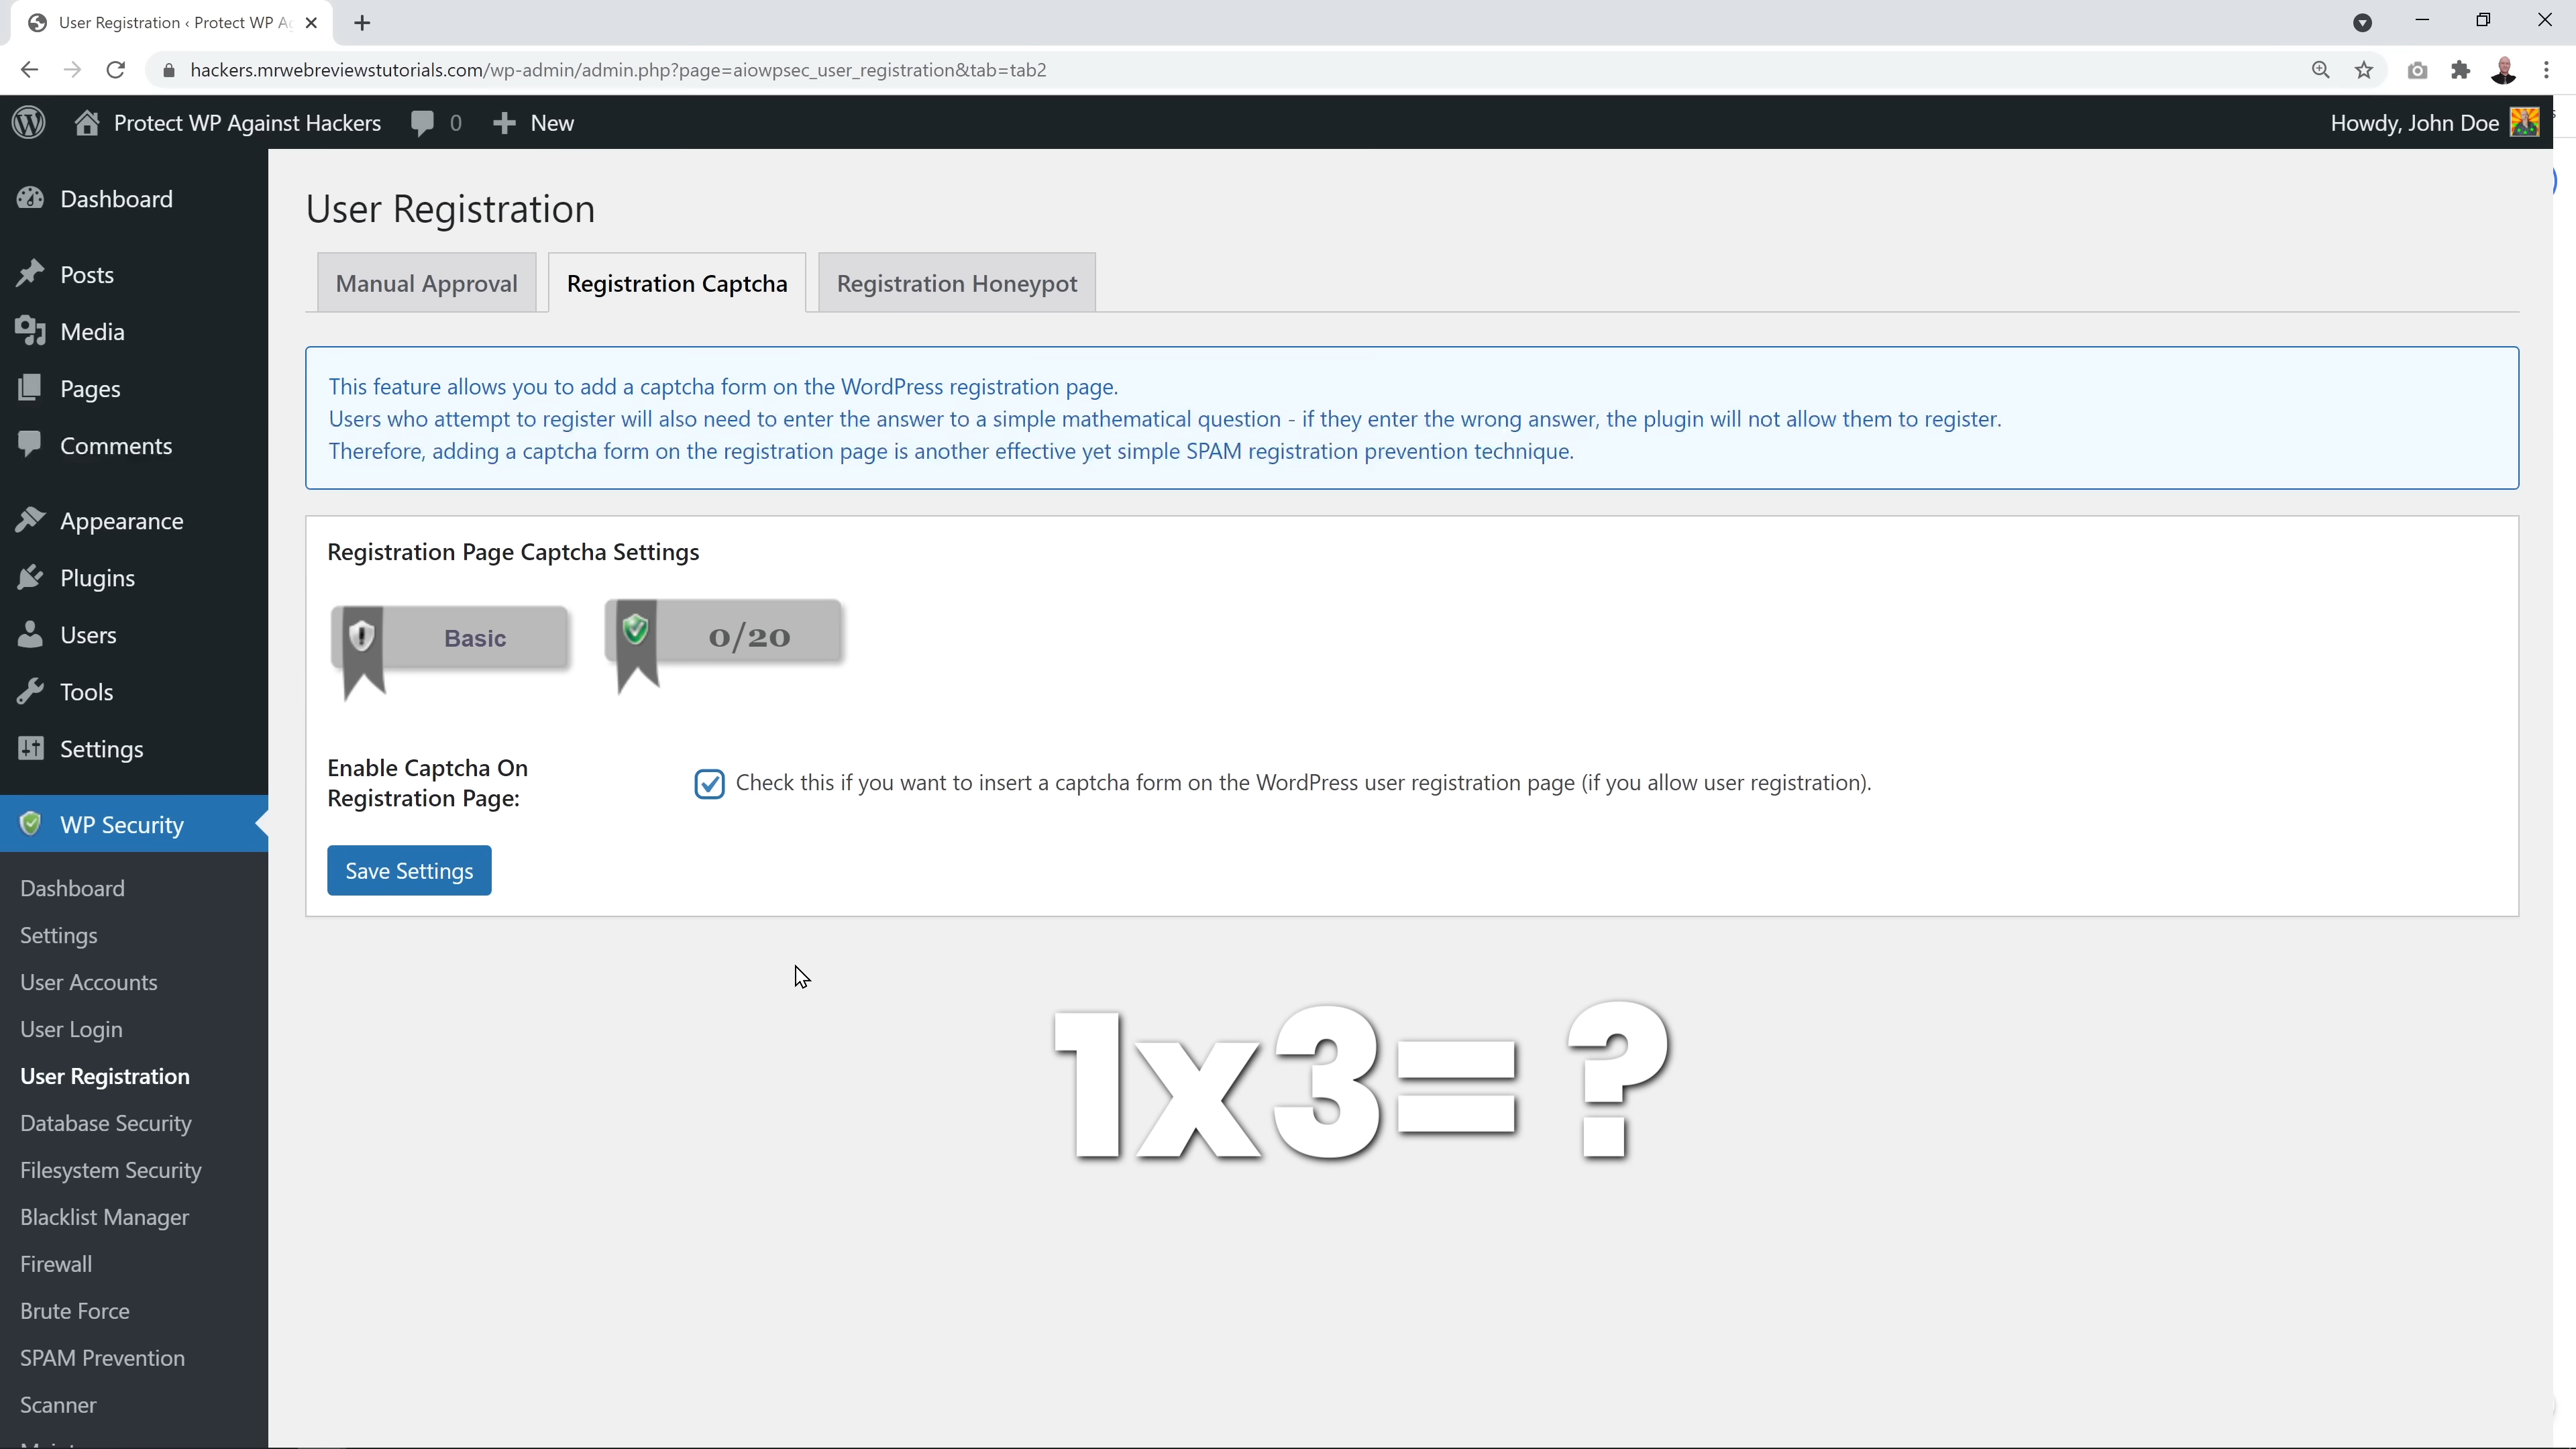 User Registration ‹ Protect WP A
hackers.mrwebreviewstutorials.com/wp-admin/admin.php?page=aiowpsec_user_registration&tab=tab2
Protect WP Against Hackers
0
New
Howdy, John Doe
Dashboard
Posts
Media
Pages
Comments
Appearance
Plugins
Users
Tools
Settings
WP Security
Dashboard
Settings
User Accounts
User Login
User Registration
Database Security
Filesystem Security
Blacklist Manager
Firewall
Brute Force
SPAM Prevention
Scanner
User Registration
Manual Approval
Registration Captcha
Registration Honeypot
This feature allows you to add a captcha form on the WordPress registration page.
Users who attempt to register will also need to enter the answer to a simple mathematical question - if they enter the wrong answer, the plugin will not allow them to register.
Therefore, adding a captcha form on the registration page is another effective yet simple SPAM registration prevention technique.
Registration Page Captcha Settings
Basic
0/20
Enable Captcha On
Registration Page:
Check this if you want to insert a captcha form on the WordPress user registration page (if you allow user registration).
Save Settings
1x3= ?